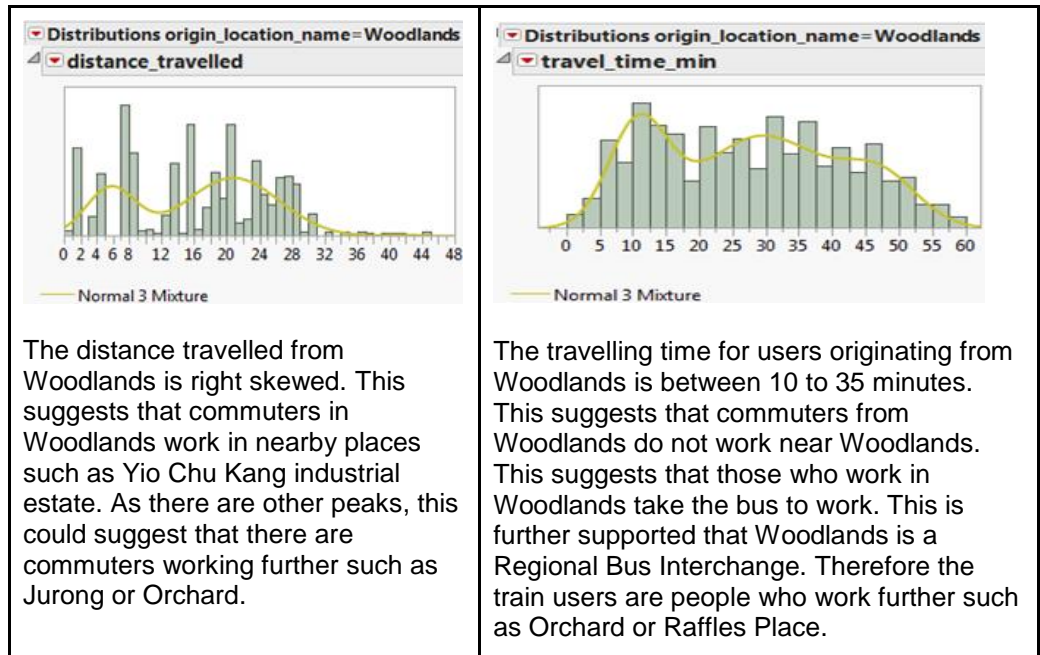 Distributions origin_location_name=Woodlands
distance_travelled
0 2 4 6 8 12 16 20 24 28 32 36 40 44 48
Normal 3 Mixture
The distance travelled from
Woodlands is right skewed. This
suggests that commuters in
Woodlands work in nearby places
such as Yio Chu Kang industrial
estate. As there are other peaks, this
could suggest that there are
commuters working further such as
Jurong or Orchard.
Distributions origin_location_name=Woodlands
travel_time_min
0 5 10 15 20 25 30 35 40 45 50 55 60
Normal 3 Mixture
The travelling time for users originating from
Woodlands is between 10 to 35 minutes.
This suggests that commuters from
Woodlands do not work near Woodlands.
This suggests that those who work in
Woodlands take the bus to work. This is
further supported that Woodlands is a
Regional Bus Interchange. Therefore the
train users are people who work further such
as Orchard or Raffles Place.